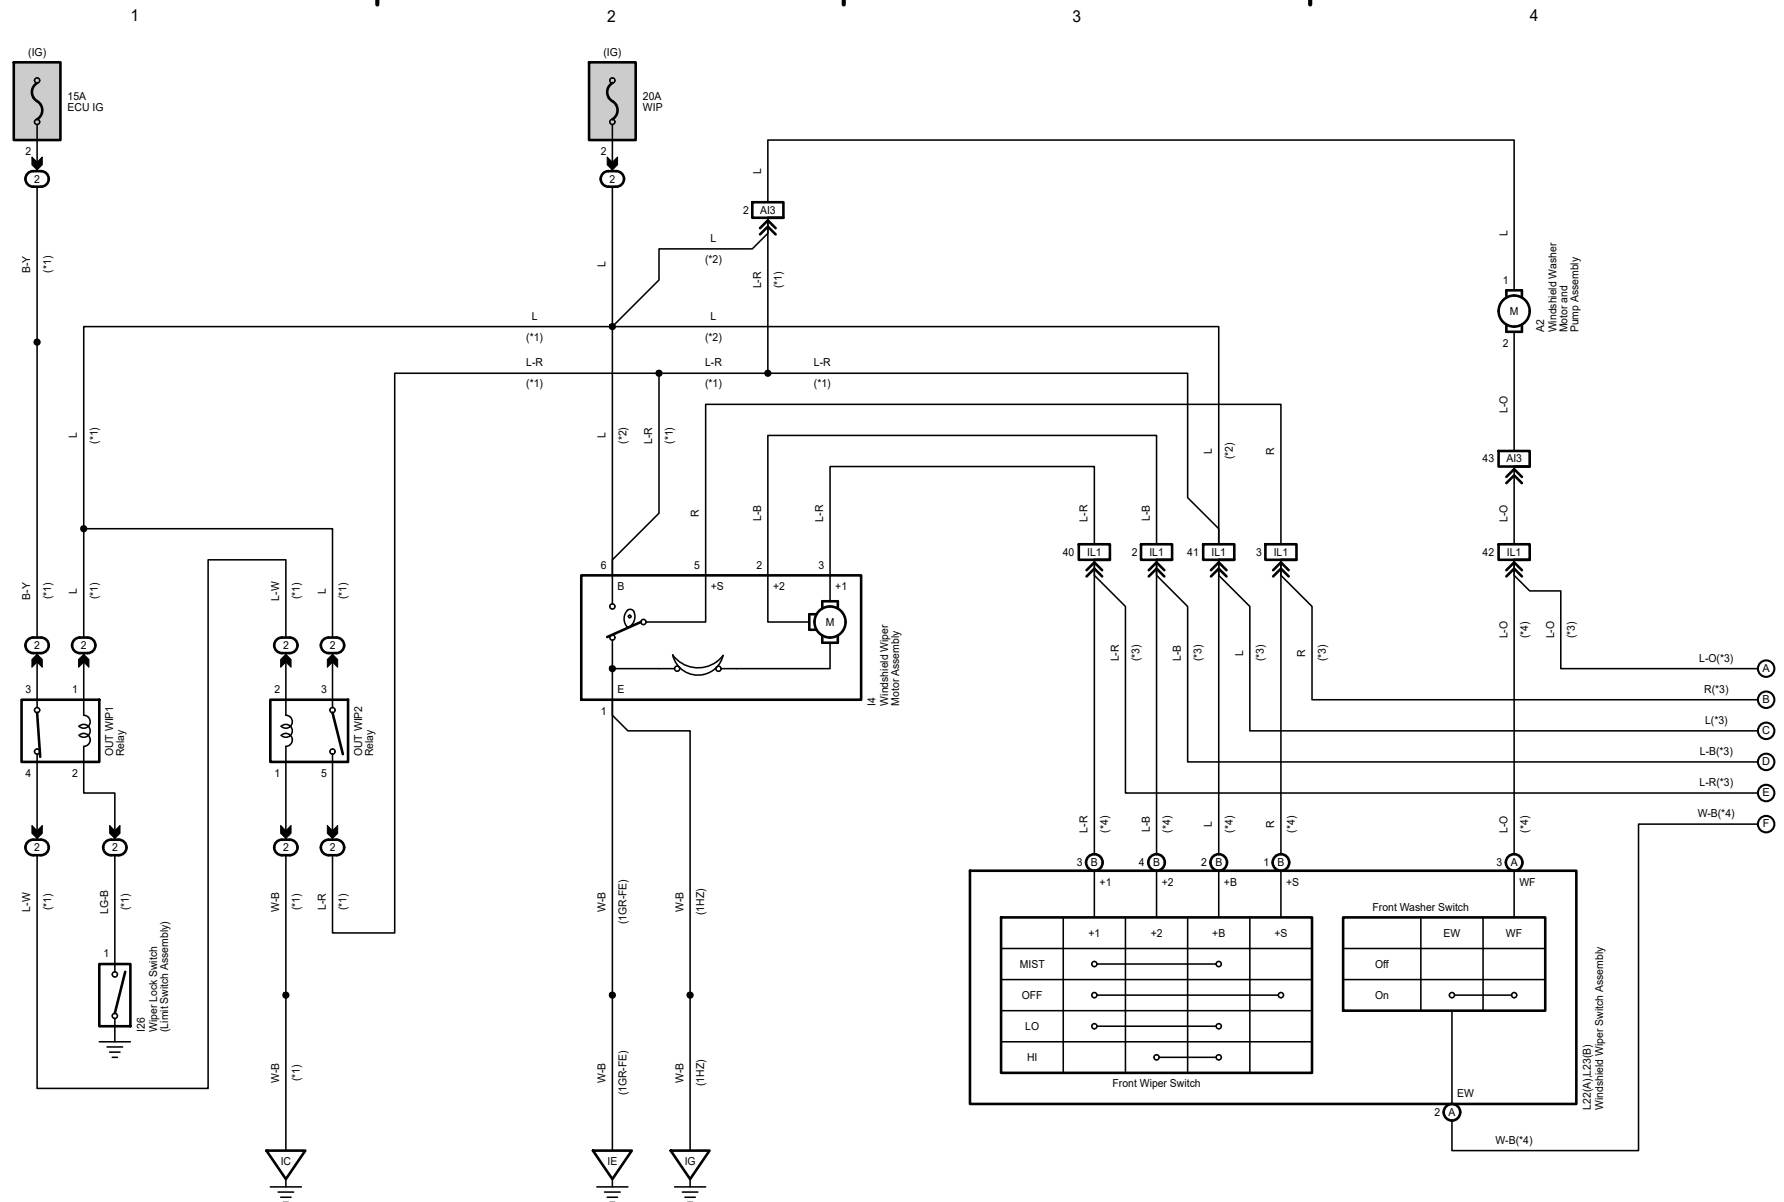 1
2
3
4
(IG)
15A
ECU IG
2
2
B-Y
(*1)
(IG)
20A
WIP
2
2
L
L
2
AI3
L
(*2)
L-R
(*1)
L
1
M
2
A2
Windshield Washer
Motor and
Pump Assembly
L
(*1)
L
(*2)
L-R
(*1)
L-R
(*1)
L-R
(*1)
L
(*1)
L
(*2)
L-R
(*1)
L
(*2)
R
L-O
43
AI3
R
L-B
L-R
L-R
L-B
L-O
40
IL1
2
IL1
41
IL1
3
IL1
42
IL1
B-Y
(*1)
L
(*1)
L-W
(*1)
L
(*1)
2
2
2
2
3
1
2
3
OUT WIP1
Relay
OUT WIP2
Relay
4
2
1
5
2
2
2
2
6
5
2
3
B
+S
+2
+1
M
E
1
I4
Windshield Wiper
Motor Assembly
L-R
(*3)
L-B
(*3)
L
(*3)
R
(*3)
L-O
(*4)
L-O
(*3)
L-O(*3)
A
R(*3)
B
L(*3)
C
L-B(*3)
D
L-R(*3)
E
W-B(*4)
F
L-R
(*4)
L-B
(*4)
L
(*4)
R
(*4)
L-O
(*4)
3
B
4
B
2
B
1
B
3
A
+1
+2
+B
+S
WF
L-W
(*1)
LG-B
(*1)
W-B
(*1)
L-R
(*1)
W-B
(1GR-FE)
W-B
(1HZ)
1
I26
Wiper Lock Switch
(Limit Switch Assembly)
Front Washer Switch
+1
+2
+B
+S
EW
WF
MIST
Off
OFF
On
LO
HI
Front Wiper Switch
EW
2
A
L22(A),L23(B)
Windshield Wiper Switch Assembly
W-B
(*1)
W-B
(1GR-FE)
W-B
(1HZ)
W-B(*4)
IC
IE
IG